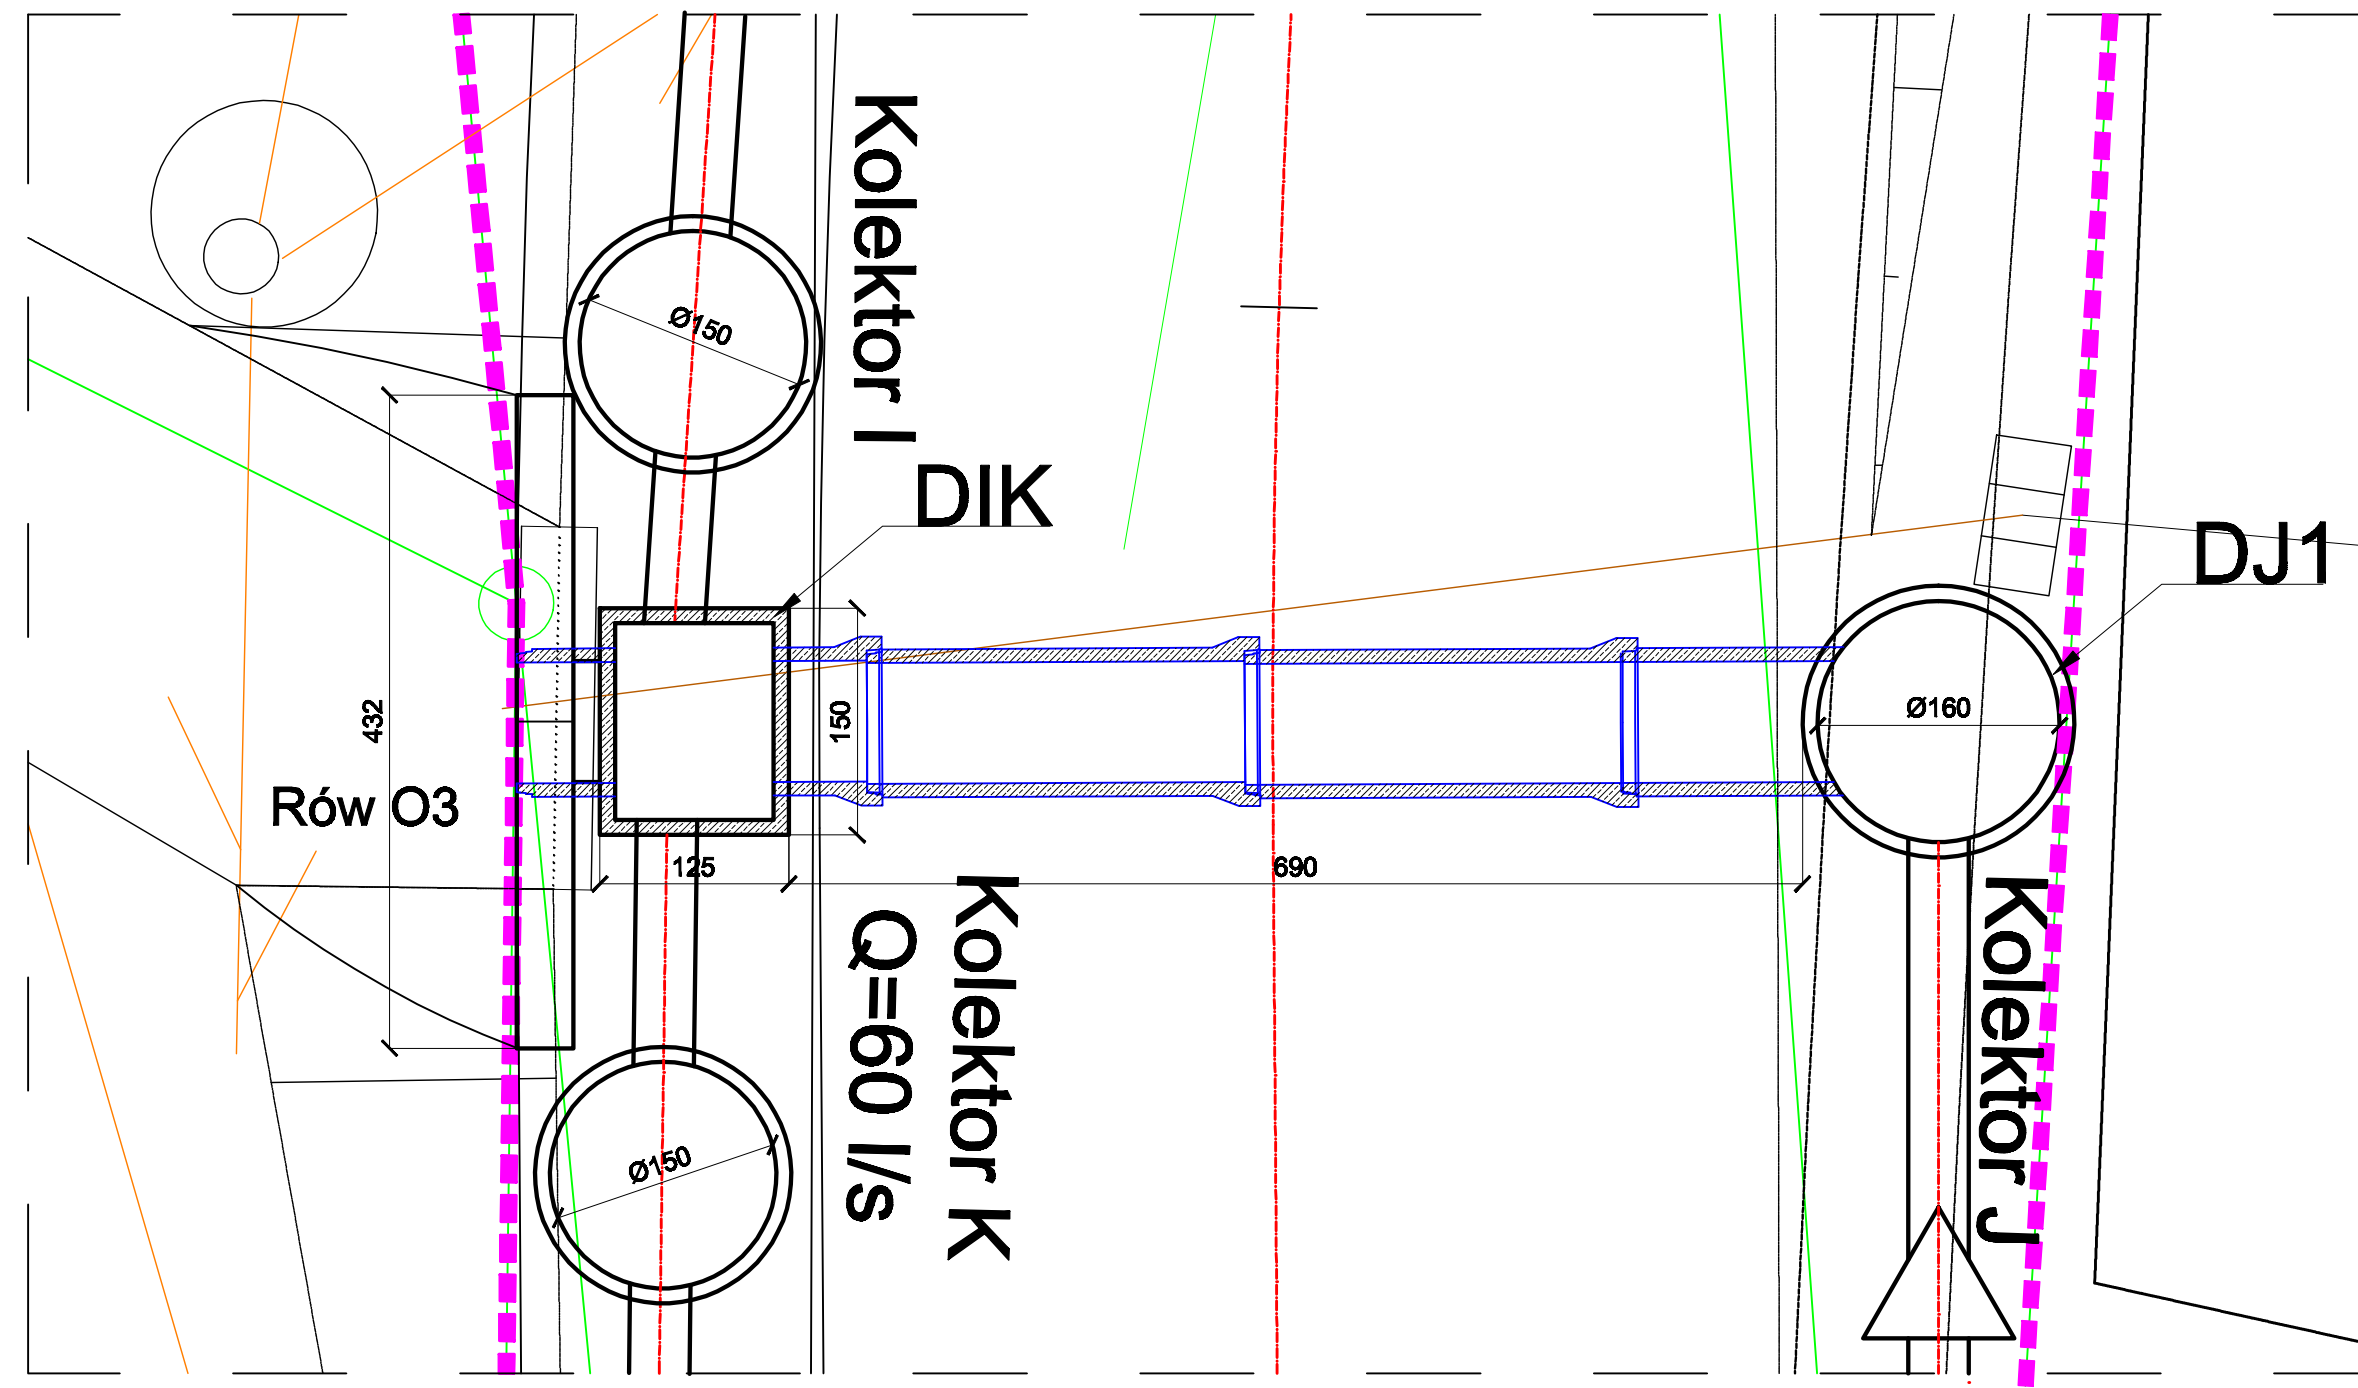 Kolektor I
Ø150
DIK
DJ1
432
150
Ø160
Rów O3
125
690
Kolektor K
Q=60 l/s
Kolektor J
Ø150